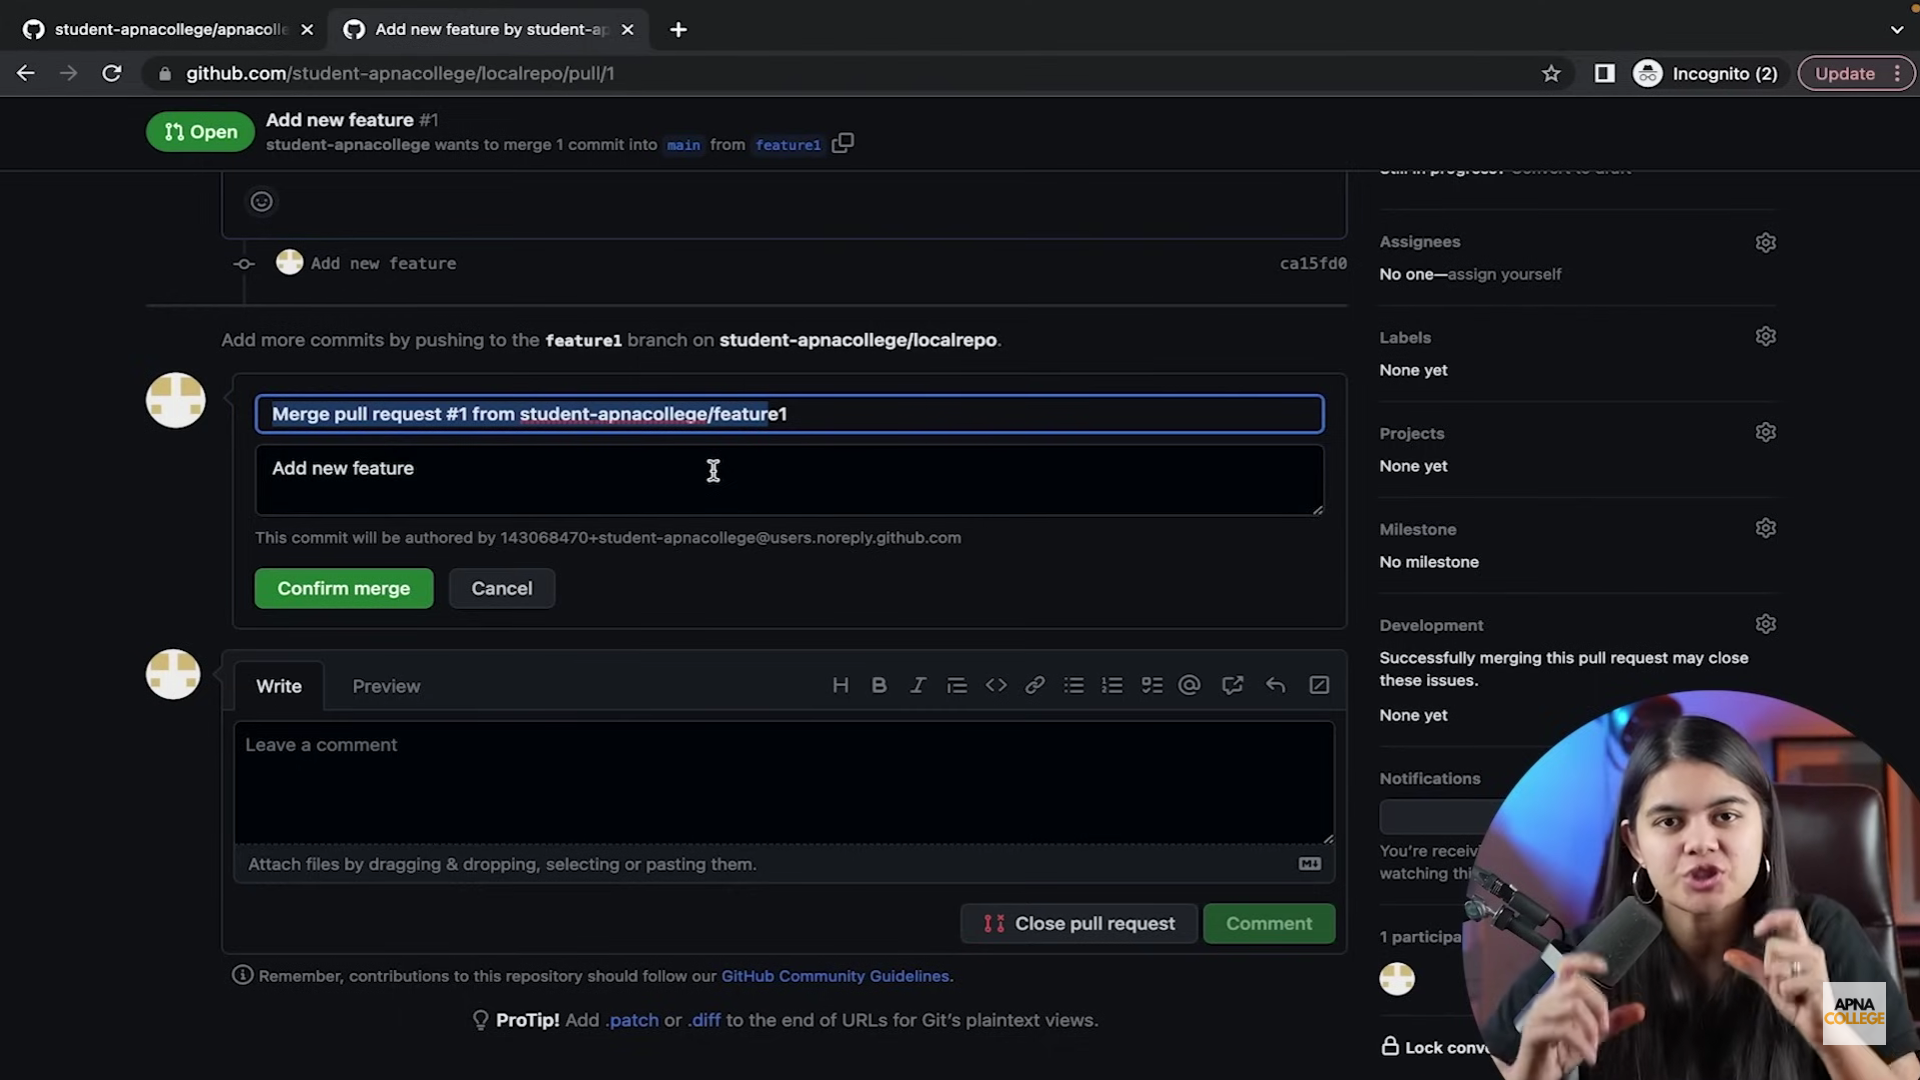 student-apnacollege/apnacolle
Add new feature by student-ap
github.com/student-apnacollege/localrepo/pull/1
Incognito (2)
Update
Open
Add new feature #1
student-apnacollege wants to merge 1 commit into main from feature1
Still in progress? Convert to draft
Add new feature
ca15fd0
Add more commits by pushing to the feature1 branch on student-apnacollege/localrepo.
Merge pull request #1 from student-apnacollege/feature1
Add new feature
This commit will be authored by 143068470+student-apnacollege@users.noreply.github.com
Confirm merge
Cancel
Write
Preview
Leave a comment
Attach files by dragging & dropping, selecting or pasting them.
Close pull request
Comment
Remember, contributions to this repository should follow our GitHub Community Guidelines.
ProTip! Add .patch or .diff to the end of URLs for Git's plaintext views.
Assignees
No one—assign yourself
Labels
None yet
Projects
None yet
Milestone
No milestone
Development
Successfully merging this pull request may close
these issues.
None yet
Notifications
You're receiv
watching thi
1 participa
Lock conv
APNA
COLLEGE